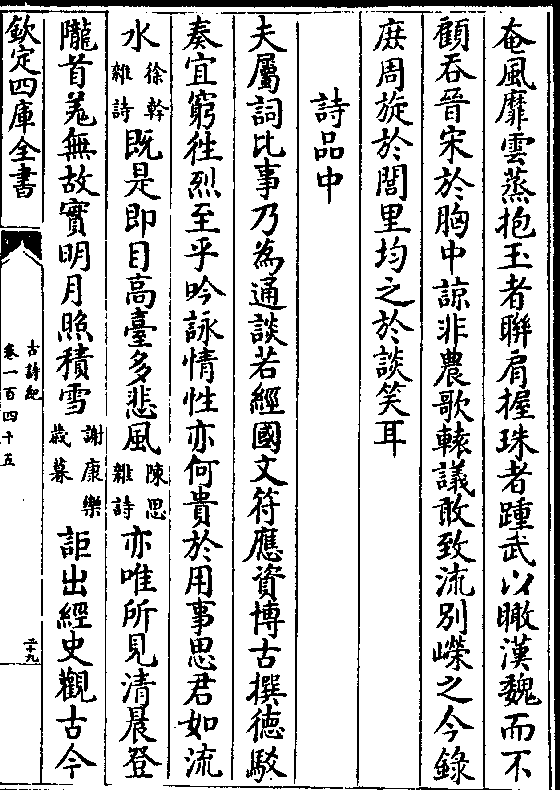 奄風靡雲蒸抱玉者聯肩握珠者踵武以瞰漢魏而不
顧吞晉宋於胸中諒非農歌轅議敢致流別嶸之今錄
庻周旋於閭里均之於談笑耳
詩品中
夫屬詞比事乃為通談若經國文符應資博古撰徳駁
奏宜窮徃烈至乎吟詠情性亦何貴於用事思君如流
水徐幹雜詩既是即目高臺多悲風陳思雜詩亦唯所見清晨登
隴首羌無故實明月照積雪謝康樂歳暮詎出經史觀古今
欽定四庫全書
古詩紀
卷一百四十五
二十九